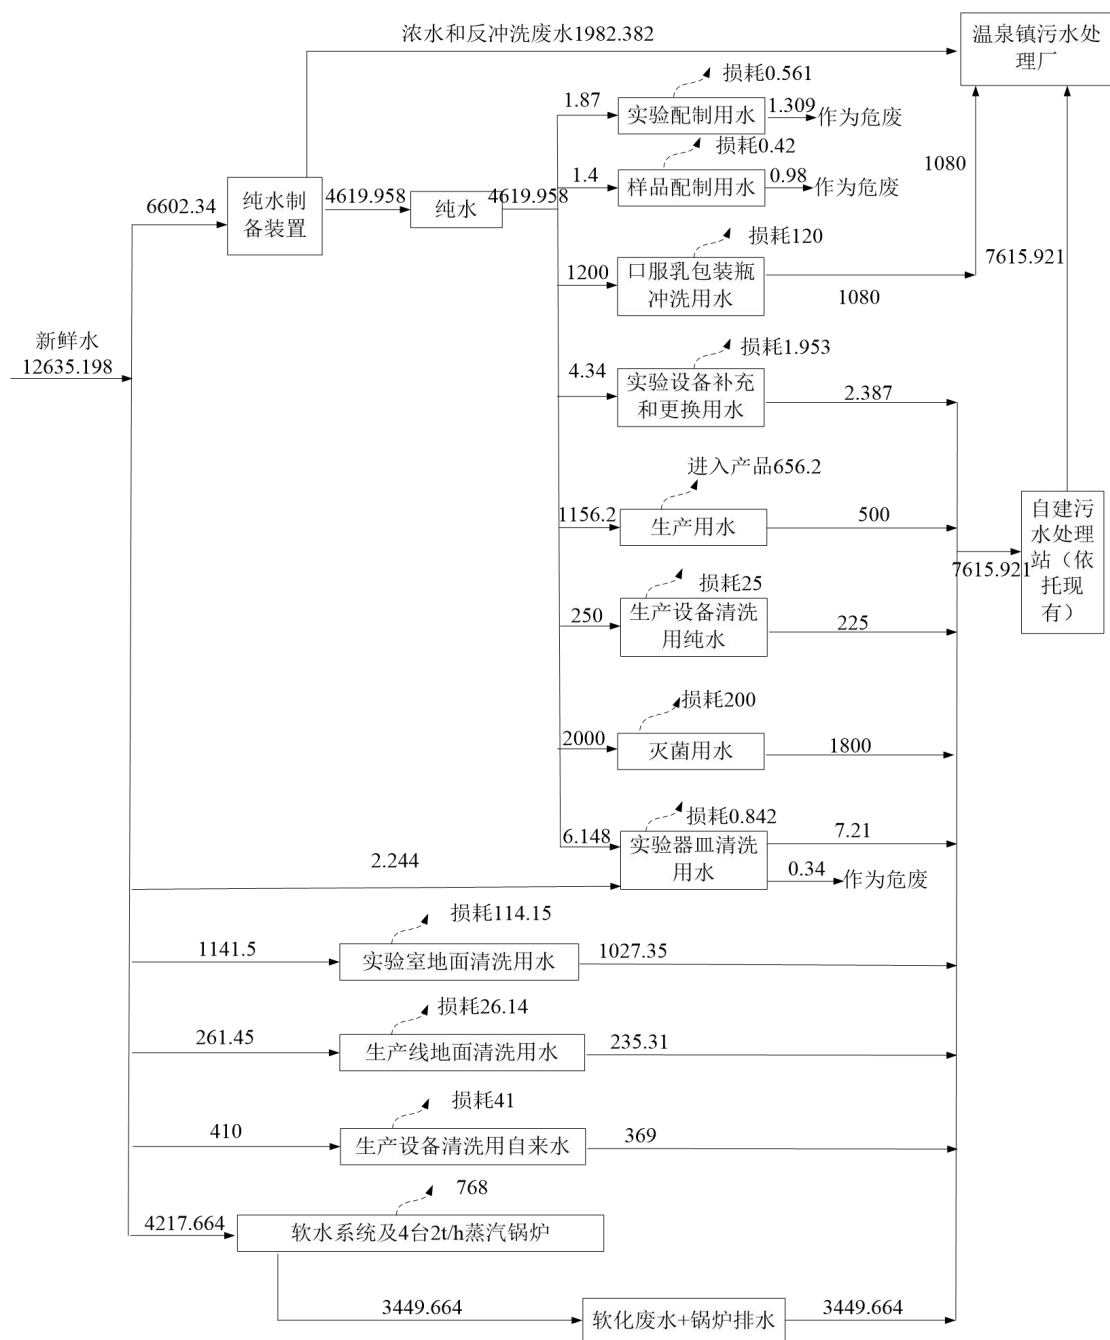 浓水和反冲洗废水1982.382
温泉镇污水处
理厂
损耗0.561
1.87
实验配制用水
1.309
作为危废
损耗0.42
1.4
样品配制用水
0.98
作为危废
1080
6602.34
纯水制
备装置
4619.958
纯水
4619.958
损耗120
7615.921
1200
口服乳包装瓶
冲洗用水
1080
新鲜水
12635.198
损耗1.953
4.34
实验设备补充
和更换用水
2.387
进入产品656.2
1156.2
生产用水
500
自建污
水处理
站（依
托现
有）
7615.921
损耗25
250
生产设备清洗
用纯水
225
损耗200
2000
灭菌用水
1800
损耗0.842
6.148
实验器皿清洗
用水
7.21
0.34
作为危废
2.244
损耗114.15
1141.5
实验室地面清洗用水
1027.35
损耗26.14
261.45
生产线地面清洗用水
235.31
损耗41
410
生产设备清洗用自来水
369
768
4217.664
软水系统及4台2t/h蒸汽锅炉
3449.664
软化废水+锅炉排水
3449.664